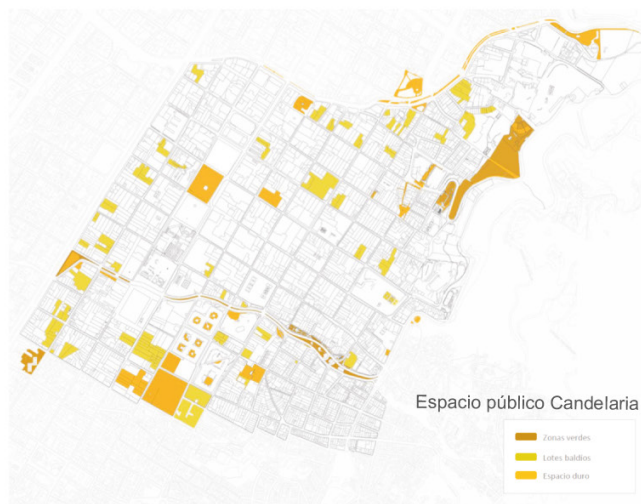 Espacio público Candelaria
Zonas verdes
Lotes baldíos
Espacio duro